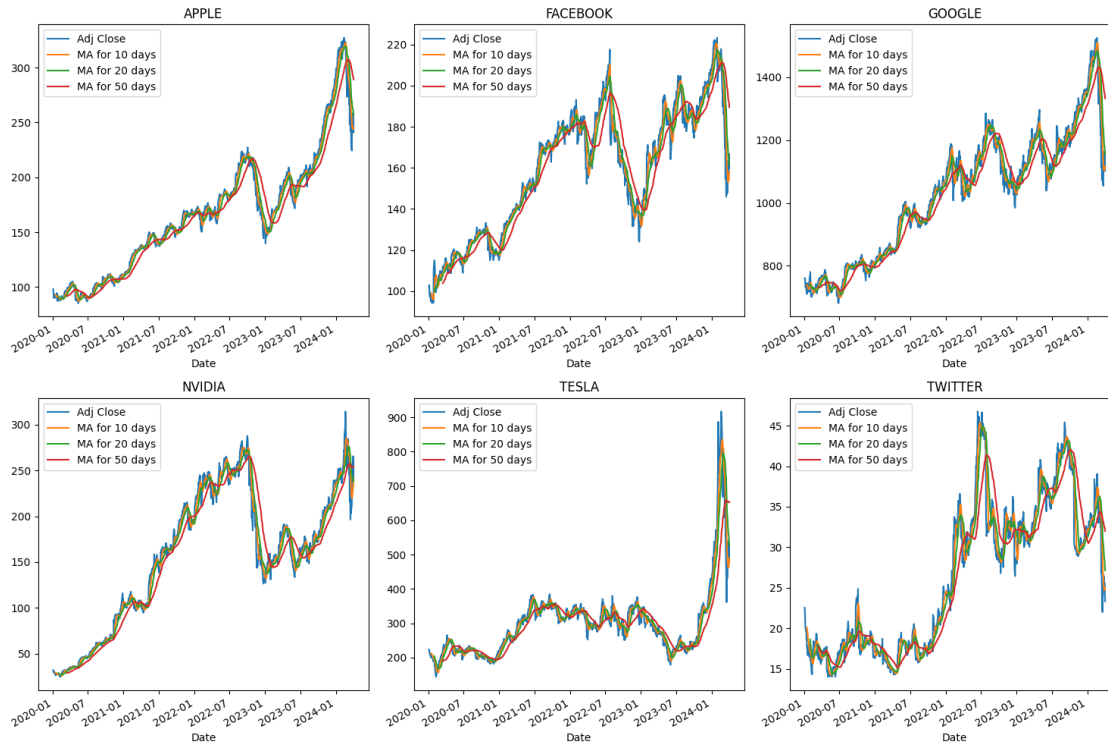 APPLE
Adj Close
MA for 10 days
MA for 20 days
MA for 50 days
300
250
200
150
100
2020-01
2020-07
2021-01
2021-07
2022-01
2022-07
2023-01
2023-07
2024-01
Date
FACEBOOK
Adj Close
MA for 10 days
MA for 20 days
MA for 50 days
220
200
180
160
140
120
100
2020-01
2020-07
2021-01
2021-07
2022-01
2022-07
2023-01
2023-07
2024-01
Date
GOOGLE
Adj Close
MA for 10 days
MA for 20 days
MA for 50 days
1400
1200
1000
800
2020-01
2020-07
2021-01
2021-07
2022-01
2022-07
2023-01
2023-07
2024-01
Date
NVIDIA
Adj Close
MA for 10 days
MA for 20 days
MA for 50 days
300
250
200
150
100
50
2020-01
2020-07
2021-01
2021-07
2022-01
2022-07
2023-01
2023-07
2024-01
Date
TESLA
Adj Close
MA for 10 days
MA for 20 days
MA for 50 days
900
800
700
600
500
400
300
200
2020-01
2020-07
2021-01
2021-07
2022-01
2022-07
2023-01
2023-07
2024-01
Date
TWITTER
Adj Close
MA for 10 days
MA for 20 days
MA for 50 days
45
40
35
30
25
20
15
2020-01
2020-07
2021-01
2021-07
2022-01
2022-07
2023-01
2023-07
2024-01
Date